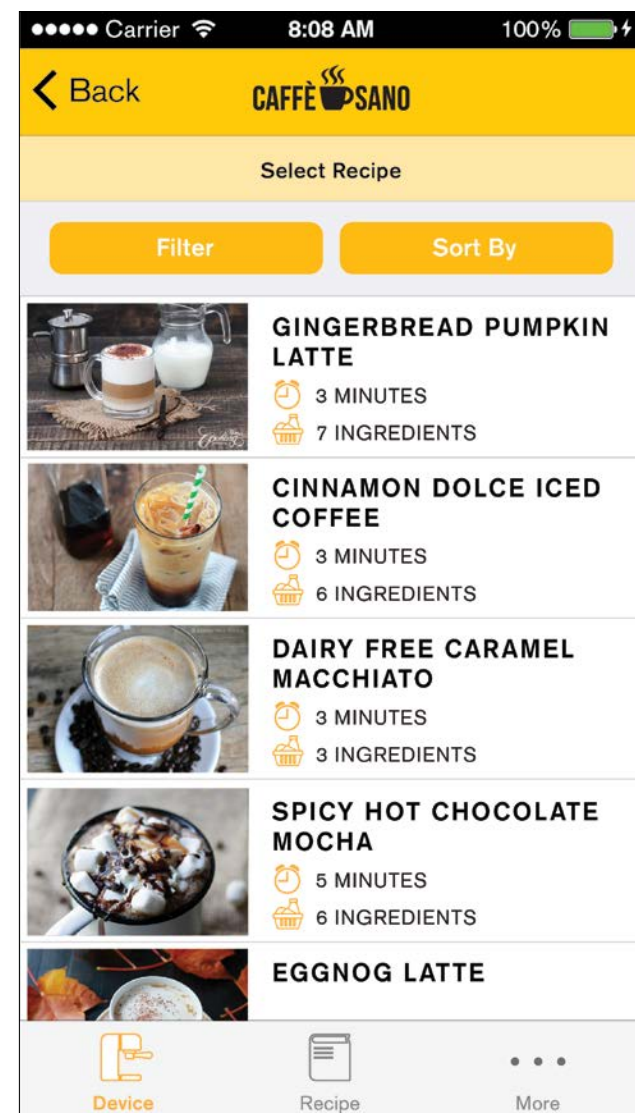 Carrier 8:08 AM 100%
Back CAFFÈ SANO
Select Recipe
Filter Sort By
GINGERBREAD PUMPKIN
LATTE
3 MINUTES
7 INGREDIENTS
CINNAMON DOLCE ICED
COFFEE
3 MINUTES
6 INGREDIENTS
DAIRY FREE CARAMEL
MACCHIATO
3 MINUTES
3 INGREDIENTS
SPICY HOT CHOCOLATE
MOCHA
5 MINUTES
6 INGREDIENTS
EGGNOG LATTE
Device Recipe More